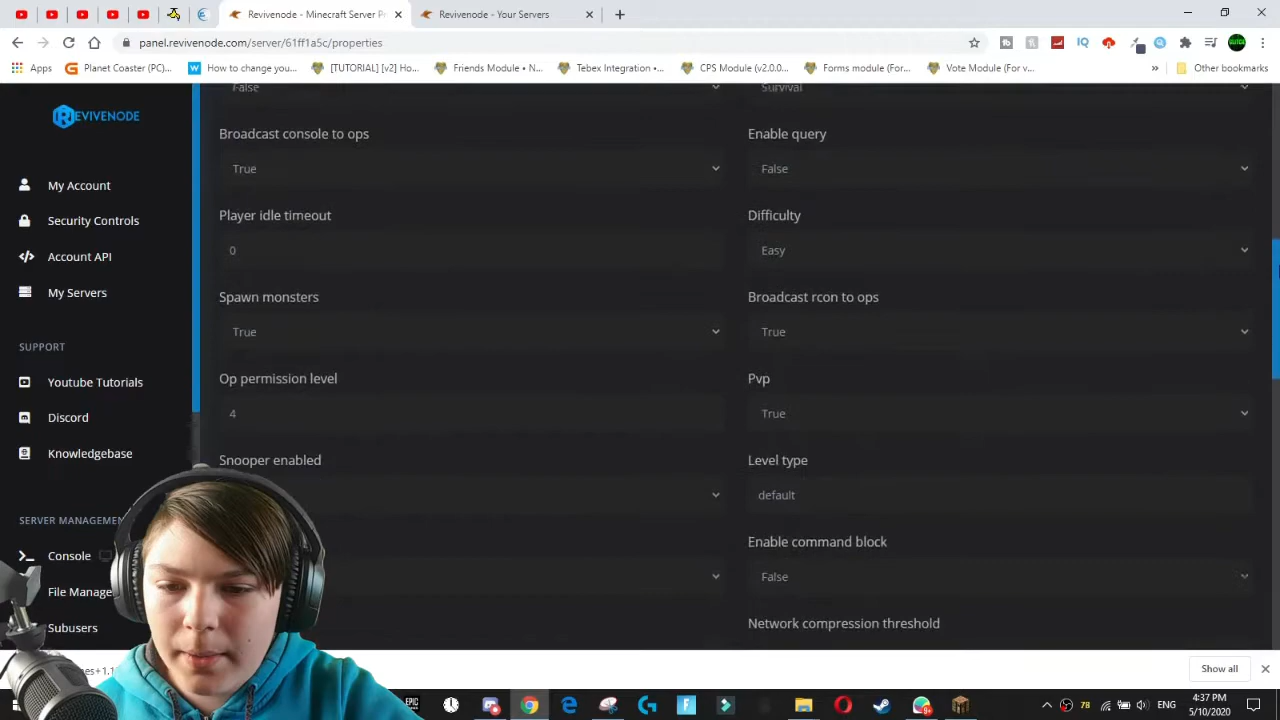 Revivenode - Minecraft Server P
Revivenode - Your Servers
panel.revivenode.com/server/61ff1a5c/properties
Apps
Planet Coaster (PC)...
How to change you...
[TUTORIAL] [v2] Ho...
Friends Module • N...
Tebex Integration •...
CPS Module (v2.0.0...
Forms module (For...
Vote Module (For v...
»
Other bookmarks
REVIVENODE
My Account
Security Controls
Account API
My Servers
SUPPORT
Youtube Tutorials
Discord
Knowledgebase
SERVER MANAGEMEN
Console
File Manage
Subusers
False
Survival
Broadcast console to ops
True
Enable query
False
Player idle timeout
0
Difficulty
Easy
Spawn monsters
True
Broadcast rcon to ops
True
Op permission level
4
Pvp
True
Snooper enabled
Level type
default
Enable command block
False
Network compression threshold
Show all
EPIC
GAMES
78
ENG
4:37 PM
5/10/2020